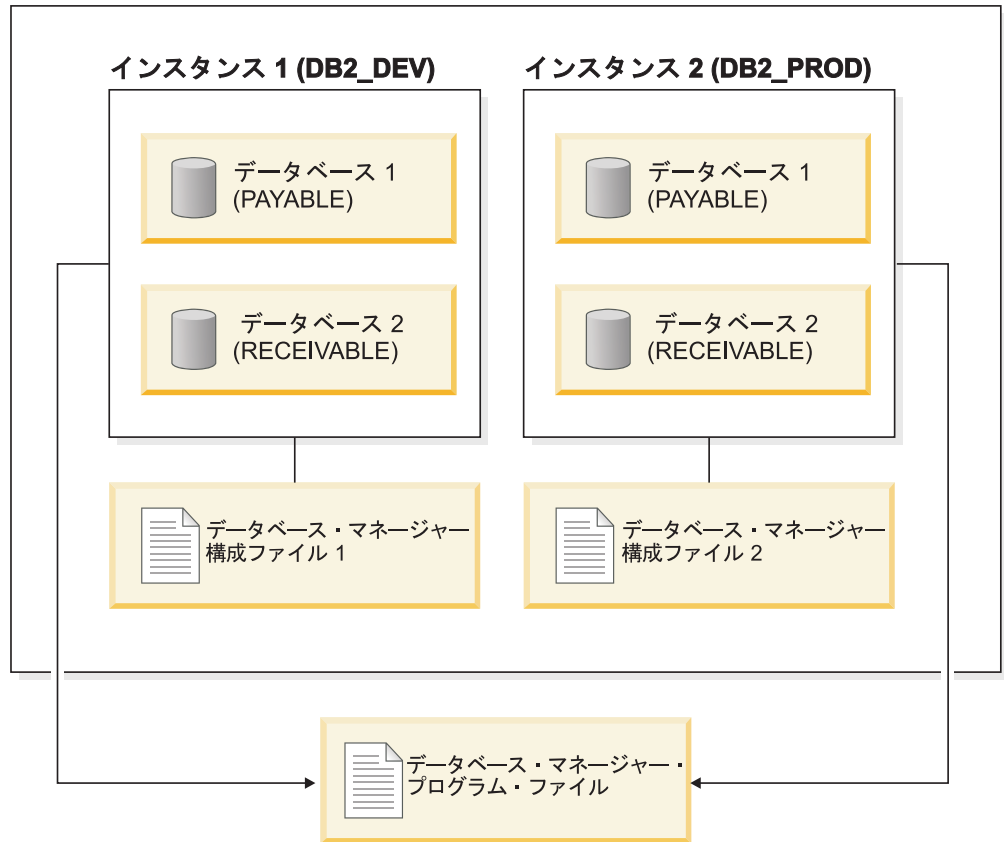 インスタンス 1 (DB2_DEV)
データベース 1
(PAYABLE)
データベース 2
(RECEIVABLE)
データベース・マネージャー
構成ファイル 1
インスタンス 2 (DB2_PROD)
データベース 1
(PAYABLE)
データベース 2
(RECEIVABLE)
データベース・マネージャー
構成ファイル 2
データベース・マネージャー・
プログラム・ファイル